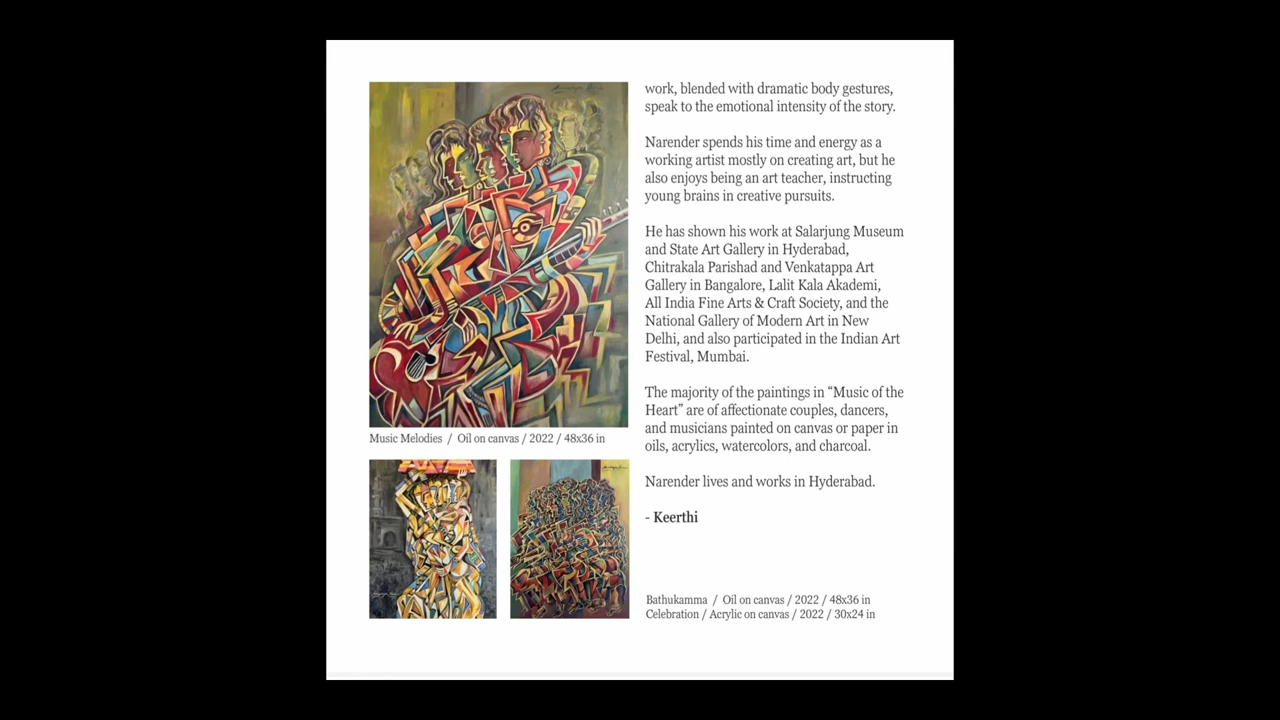 work, blended with dramatic body gestures,
speak to the emotional intensity of the story.
Narender spends his time and energy as a
working artist mostly on creating art, but he
also enjoys being an art teacher, instructing
young brains in creative pursuits.
He has shown his work at Salarjung Museum
and State Art Gallery in Hyderabad,
Chitrakala Parishad and Venkatappa Art
Gallery in Bangalore, Lalit Kala Akademi,
All India Fine Arts & Craft Society, and the
National Gallery of Modern Art in New
Delhi, and also participated in the Indian Art
Festival, Mumbai.
The majority of the paintings in “Music of the
Heart” are of affectionate couples, dancers,
and musicians painted on canvas or paper in
oils, acrylics, watercolors, and charcoal.
Narender lives and works in Hyderabad.
- Keerthi
Music Melodies / Oil on canvas / 2022 / 48x36 in
Bathukamma / Oil on canvas / 2022 / 48x36 in
Celebration / Acrylic on canvas / 2022 / 30x24 in